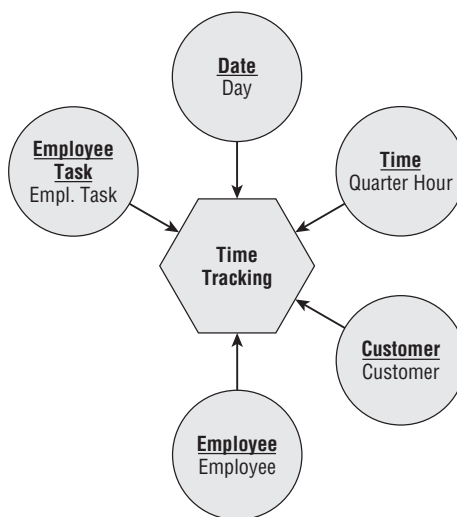 Date
Day
Employee
Task
Empl. Task
Time
Quarter Hour
Time
Tracking
Customer
Customer
Employee
Employee